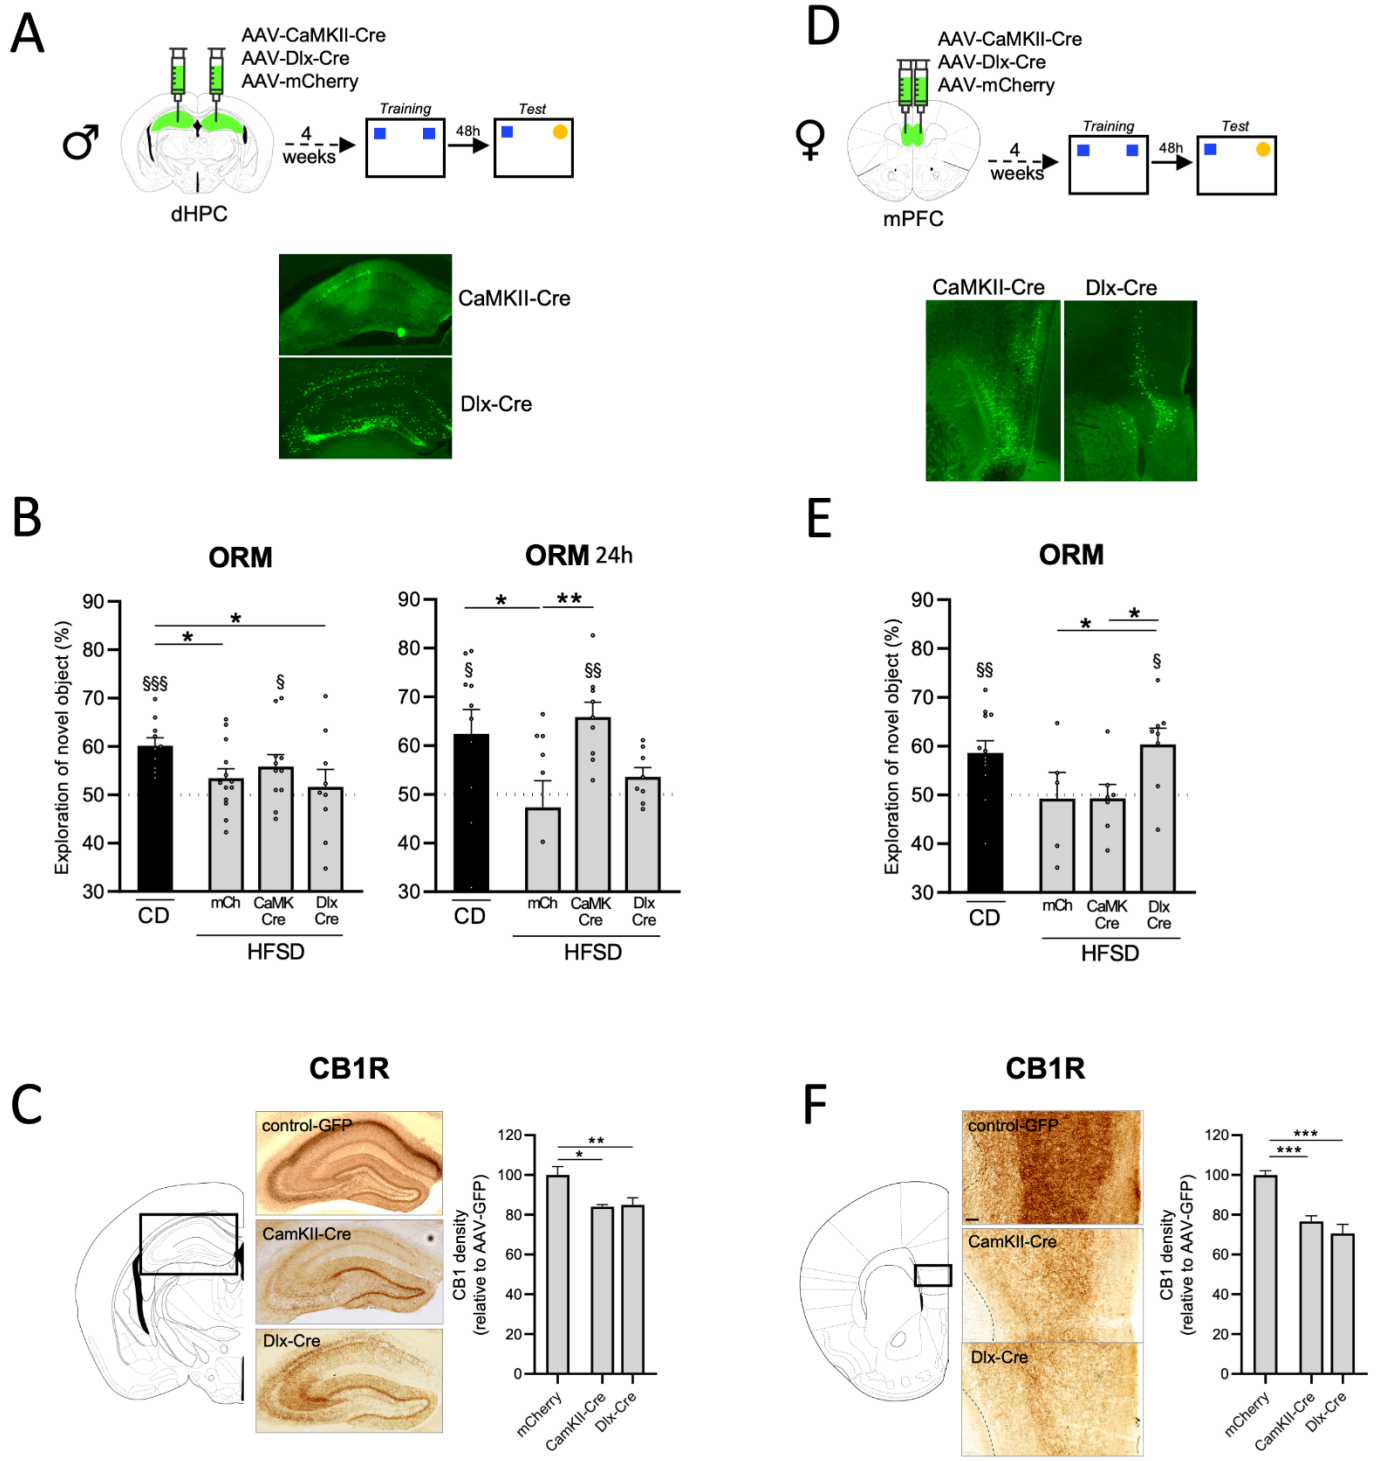 A
AAV-CaMKII-Cre
AAV-Dlx-Cre
AAV-mCherry
♂
4
weeks
Training
48h
Test
dHPC
CaMKII-Cre
Dlx-Cre
D
AAV-CaMKII-Cre
AAV-Dlx-Cre
AAV-mCherry
♀
4
weeks
Training
48h
Test
mPFC
CaMKII-Cre
Dlx-Cre
B
ORM
Exploration of novel object (%)
90
80
70
60
50
40
30
*
*
§§§
§
CD
mCh
CaMK
Cre
Dlx
Cre
HFSD
ORM 24h
90
80
70
60
50
40
30
*
**
§
§§
CD
mCh
CaMK
Cre
Dlx
Cre
HFSD
E
ORM
Exploration of novel object (%)
90
80
70
60
50
40
30
*
*
§§
§
CD
mCh
CaMK
Cre
Dlx
Cre
HFSD
C
CB1R
control-GFP
CamKII-Cre
Dlx-Cre
CB1 density
(relative to AAV-GFP)
120
100
80
60
40
20
0
**
*
mCherry
CamKII-Cre
Dlx-Cre
F
CB1R
control-GFP
CamKII-Cre
Dlx-Cre
CB1 density
(relative to AAV-GFP)
120
100
80
60
40
20
0
***
***
mCherry
CamKII-Cre
Dlx-Cre